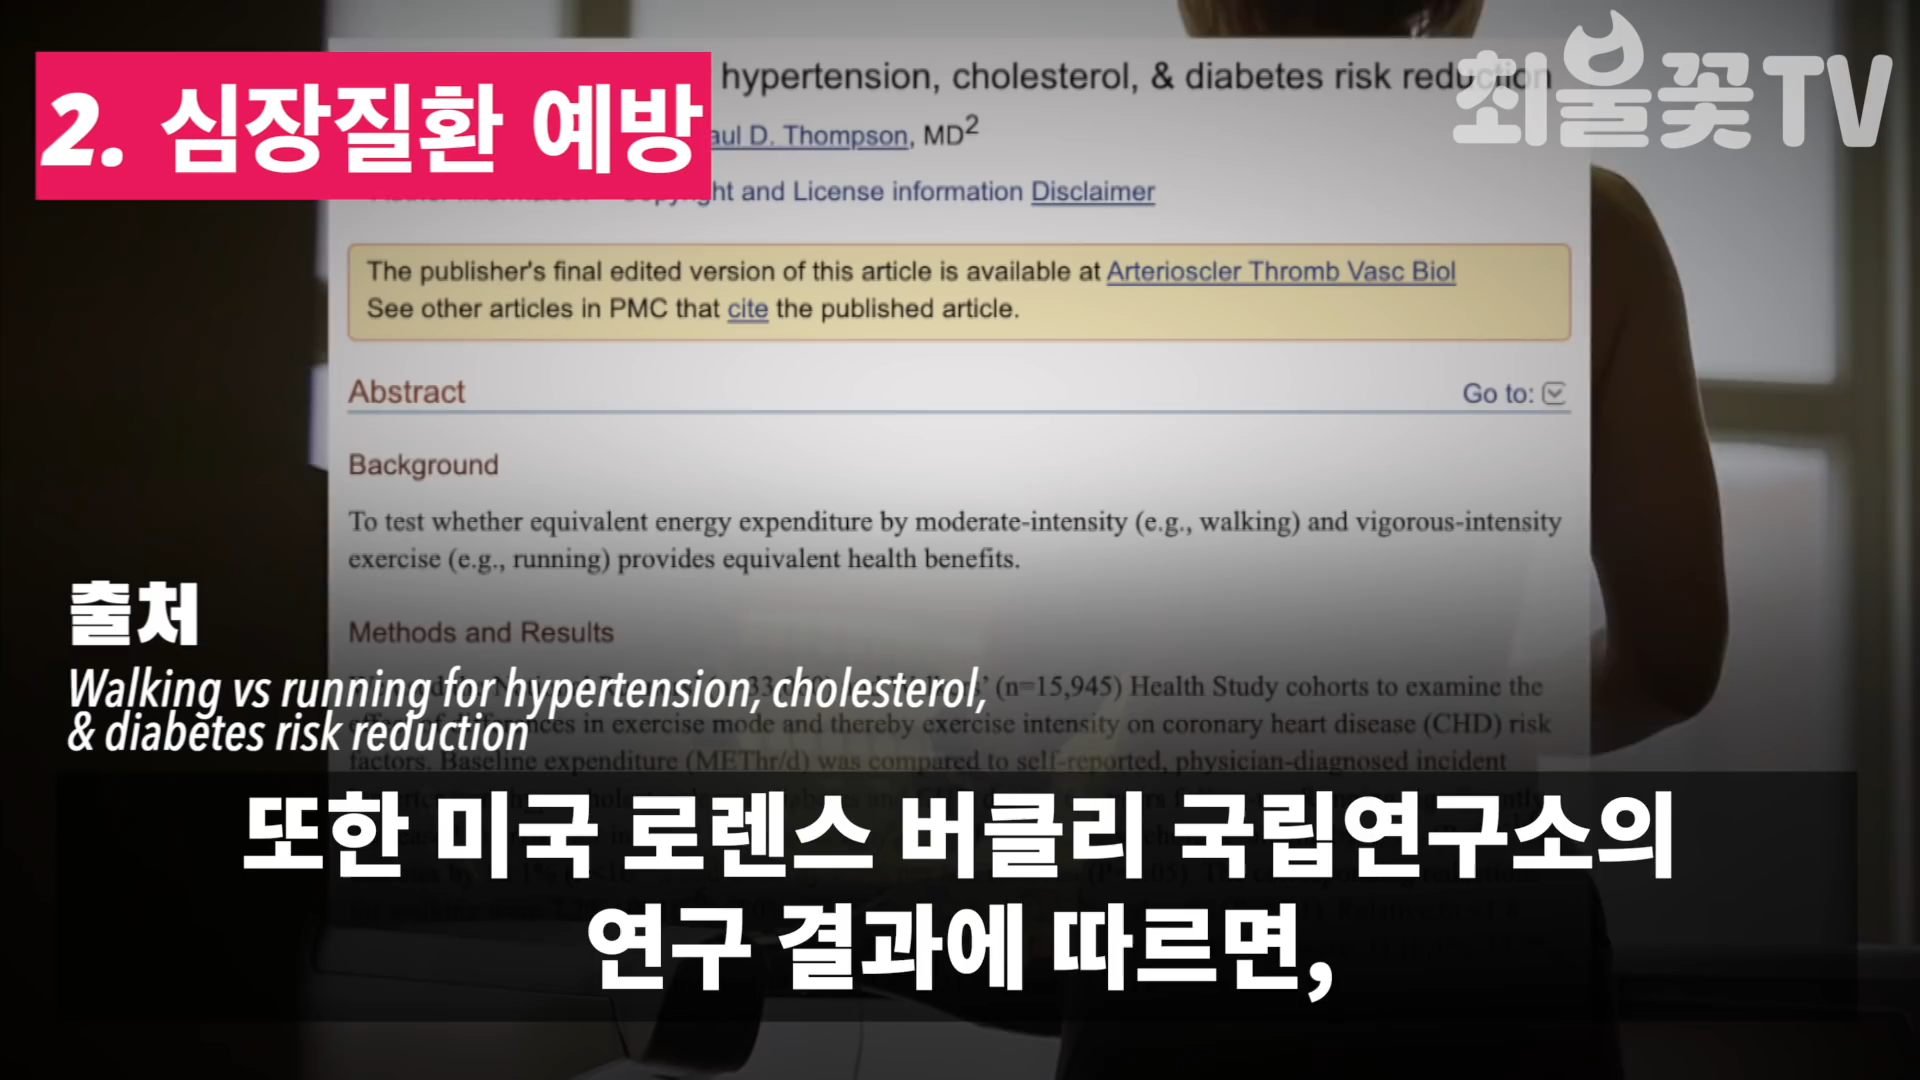 2. 심장질환 예방
hypertension, cholesterol, & diabetes risk reduction
최울꽃TV
aul D. Thompson, MD2
ht and License information Disclaimer
The publisher's final edited version of this article is available at Arterioscler Thromb Vasc Biol
See other articles in PMC that cite the published article.
Abstract
Go to:
Background
To test whether equivalent energy expenditure by moderate-intensity (e.g., walking) and vigorous-intensity
exercise (e.g., running) provides equivalent health benefits.
출처
Methods and Results
Walking vs running for hypertension, cholesterol,
& diabetes risk reduction
(n=15,945) Health Study cohorts to examine the
in exercise mode and thereby exercise intensity on coronary heart disease (CHD) risk
factors. Baseline expenditure (METhr/d) was compared to self-reported, physician-diagnosed incident
또한 미국 로렌스 버클리 국립연구소의
연구 결과에 따르면,